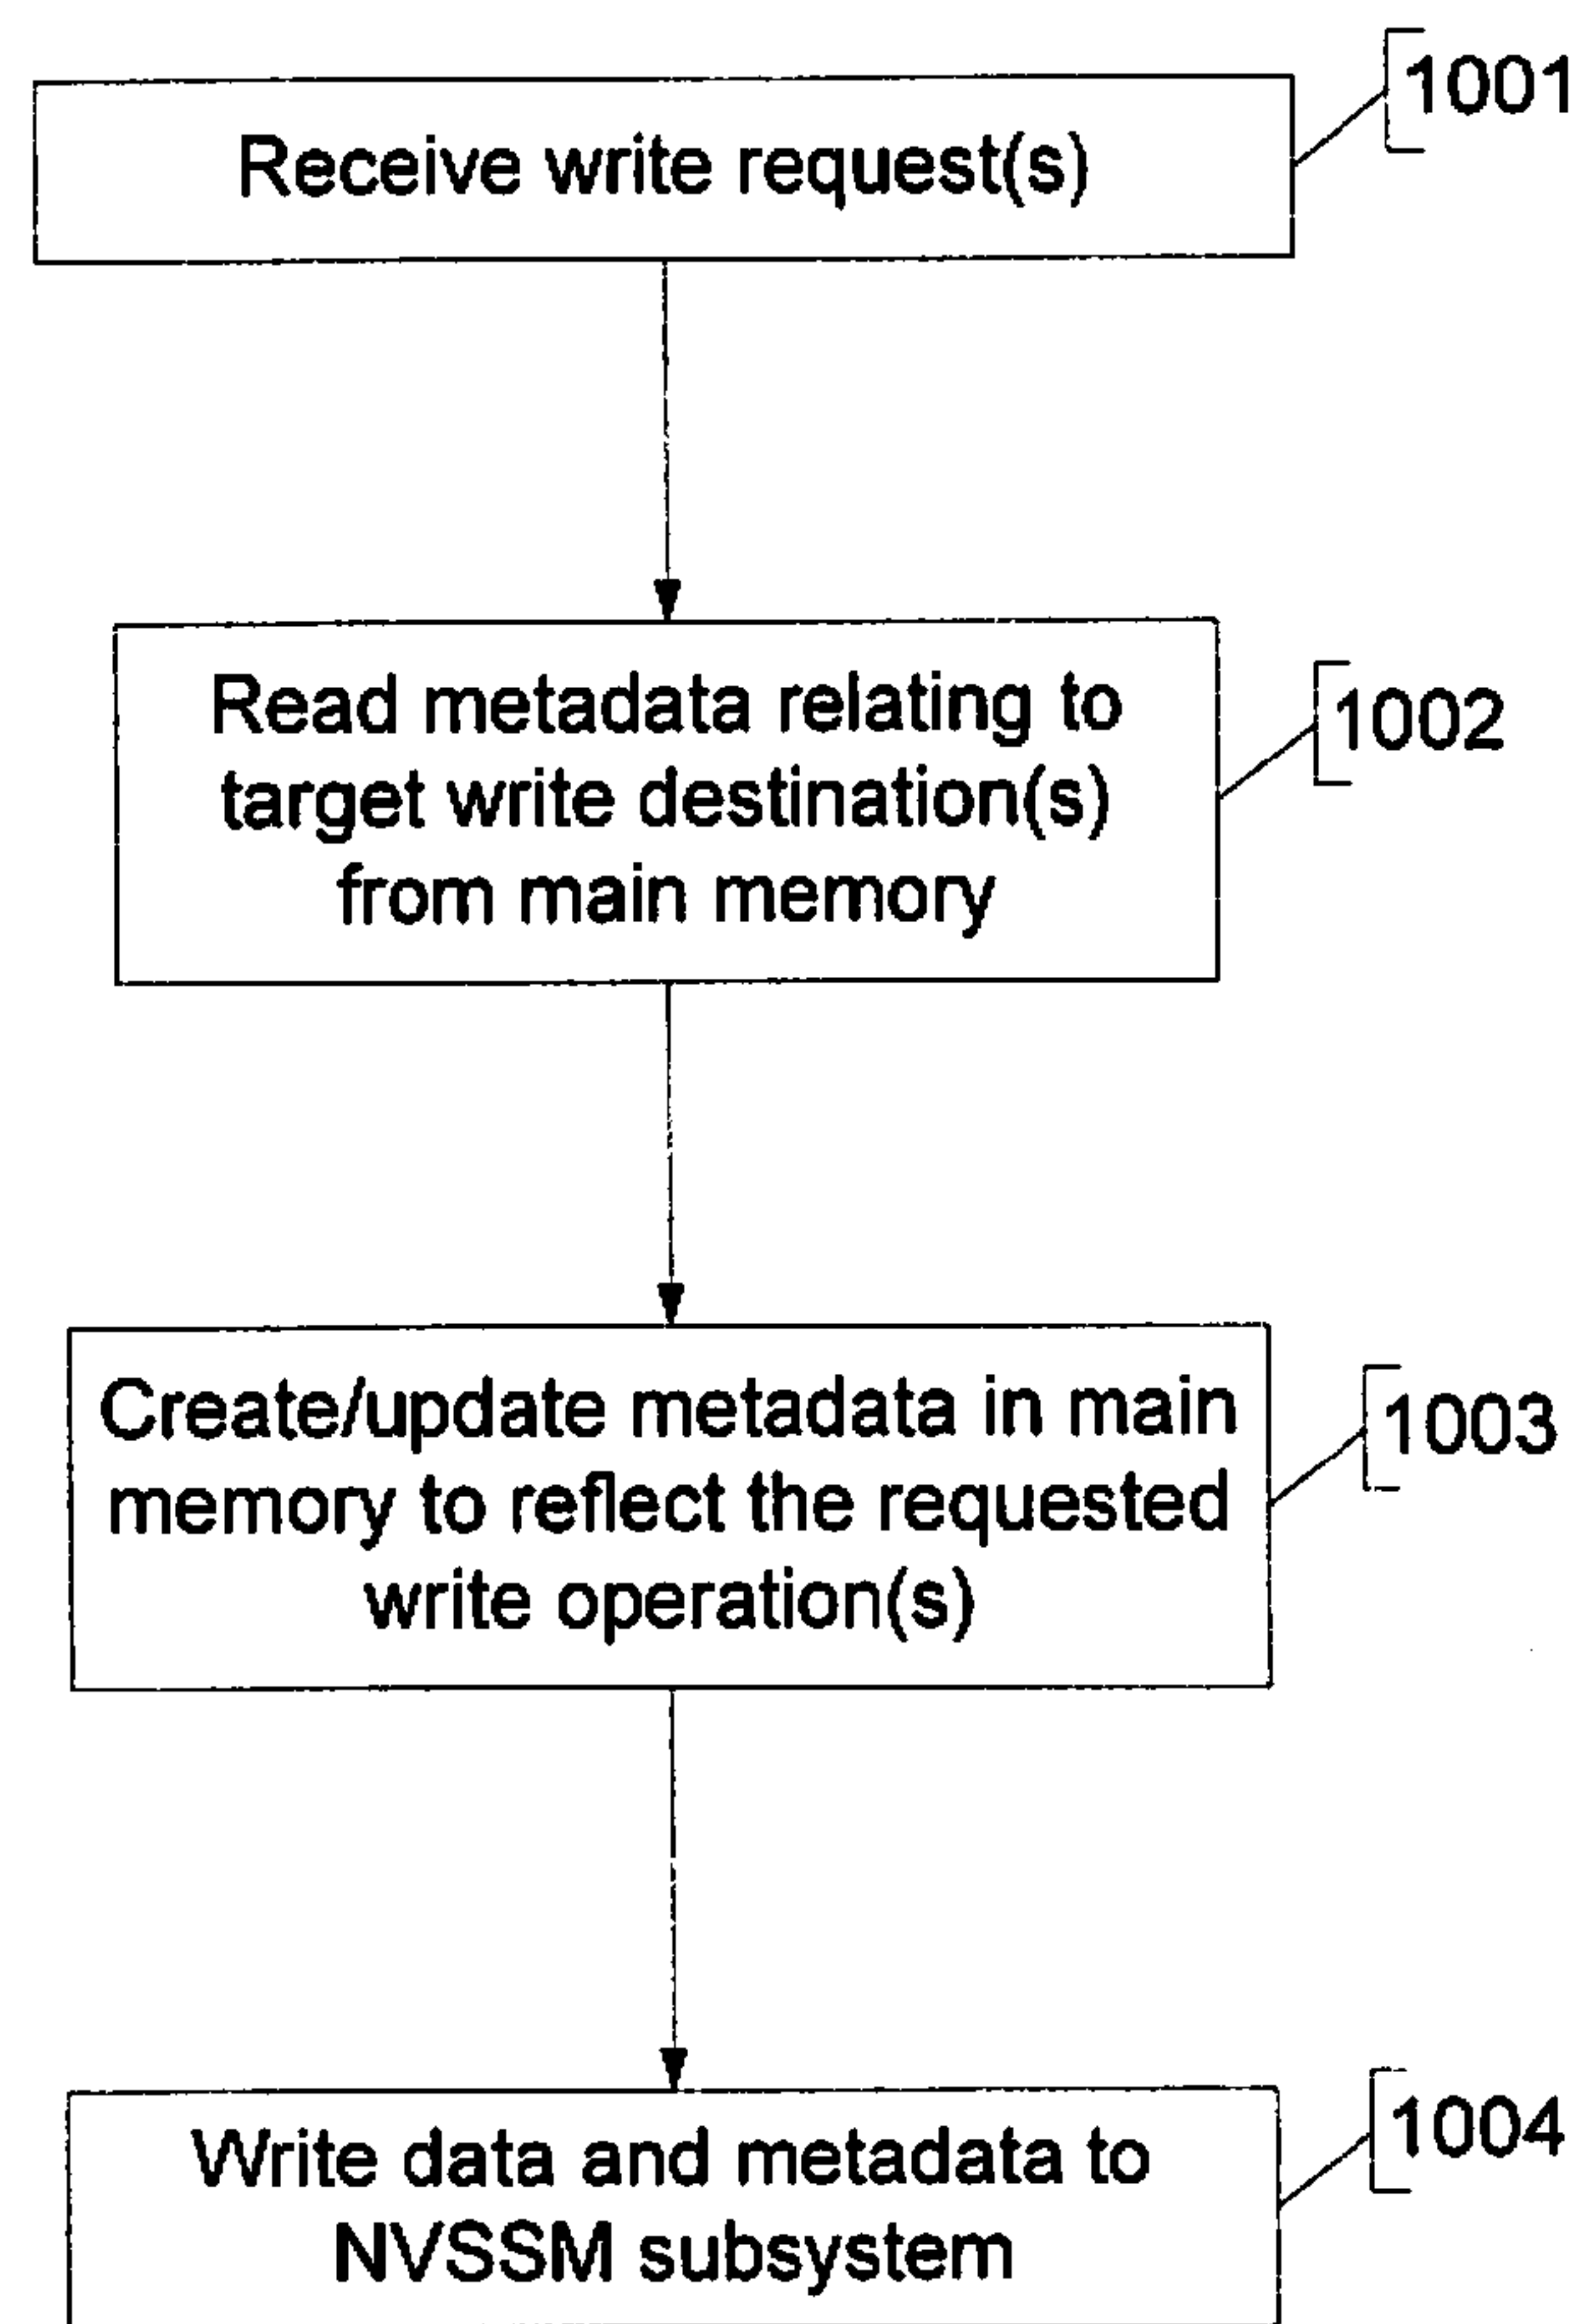 1001
Receive write request(s)
1002
Read metadata relating to
target write destination(s)
from main memory
1003
Create/update metadata in main
memory to reflect the requested
write operation(s)
1004
Write data and metadata to
NVSSM subsystem